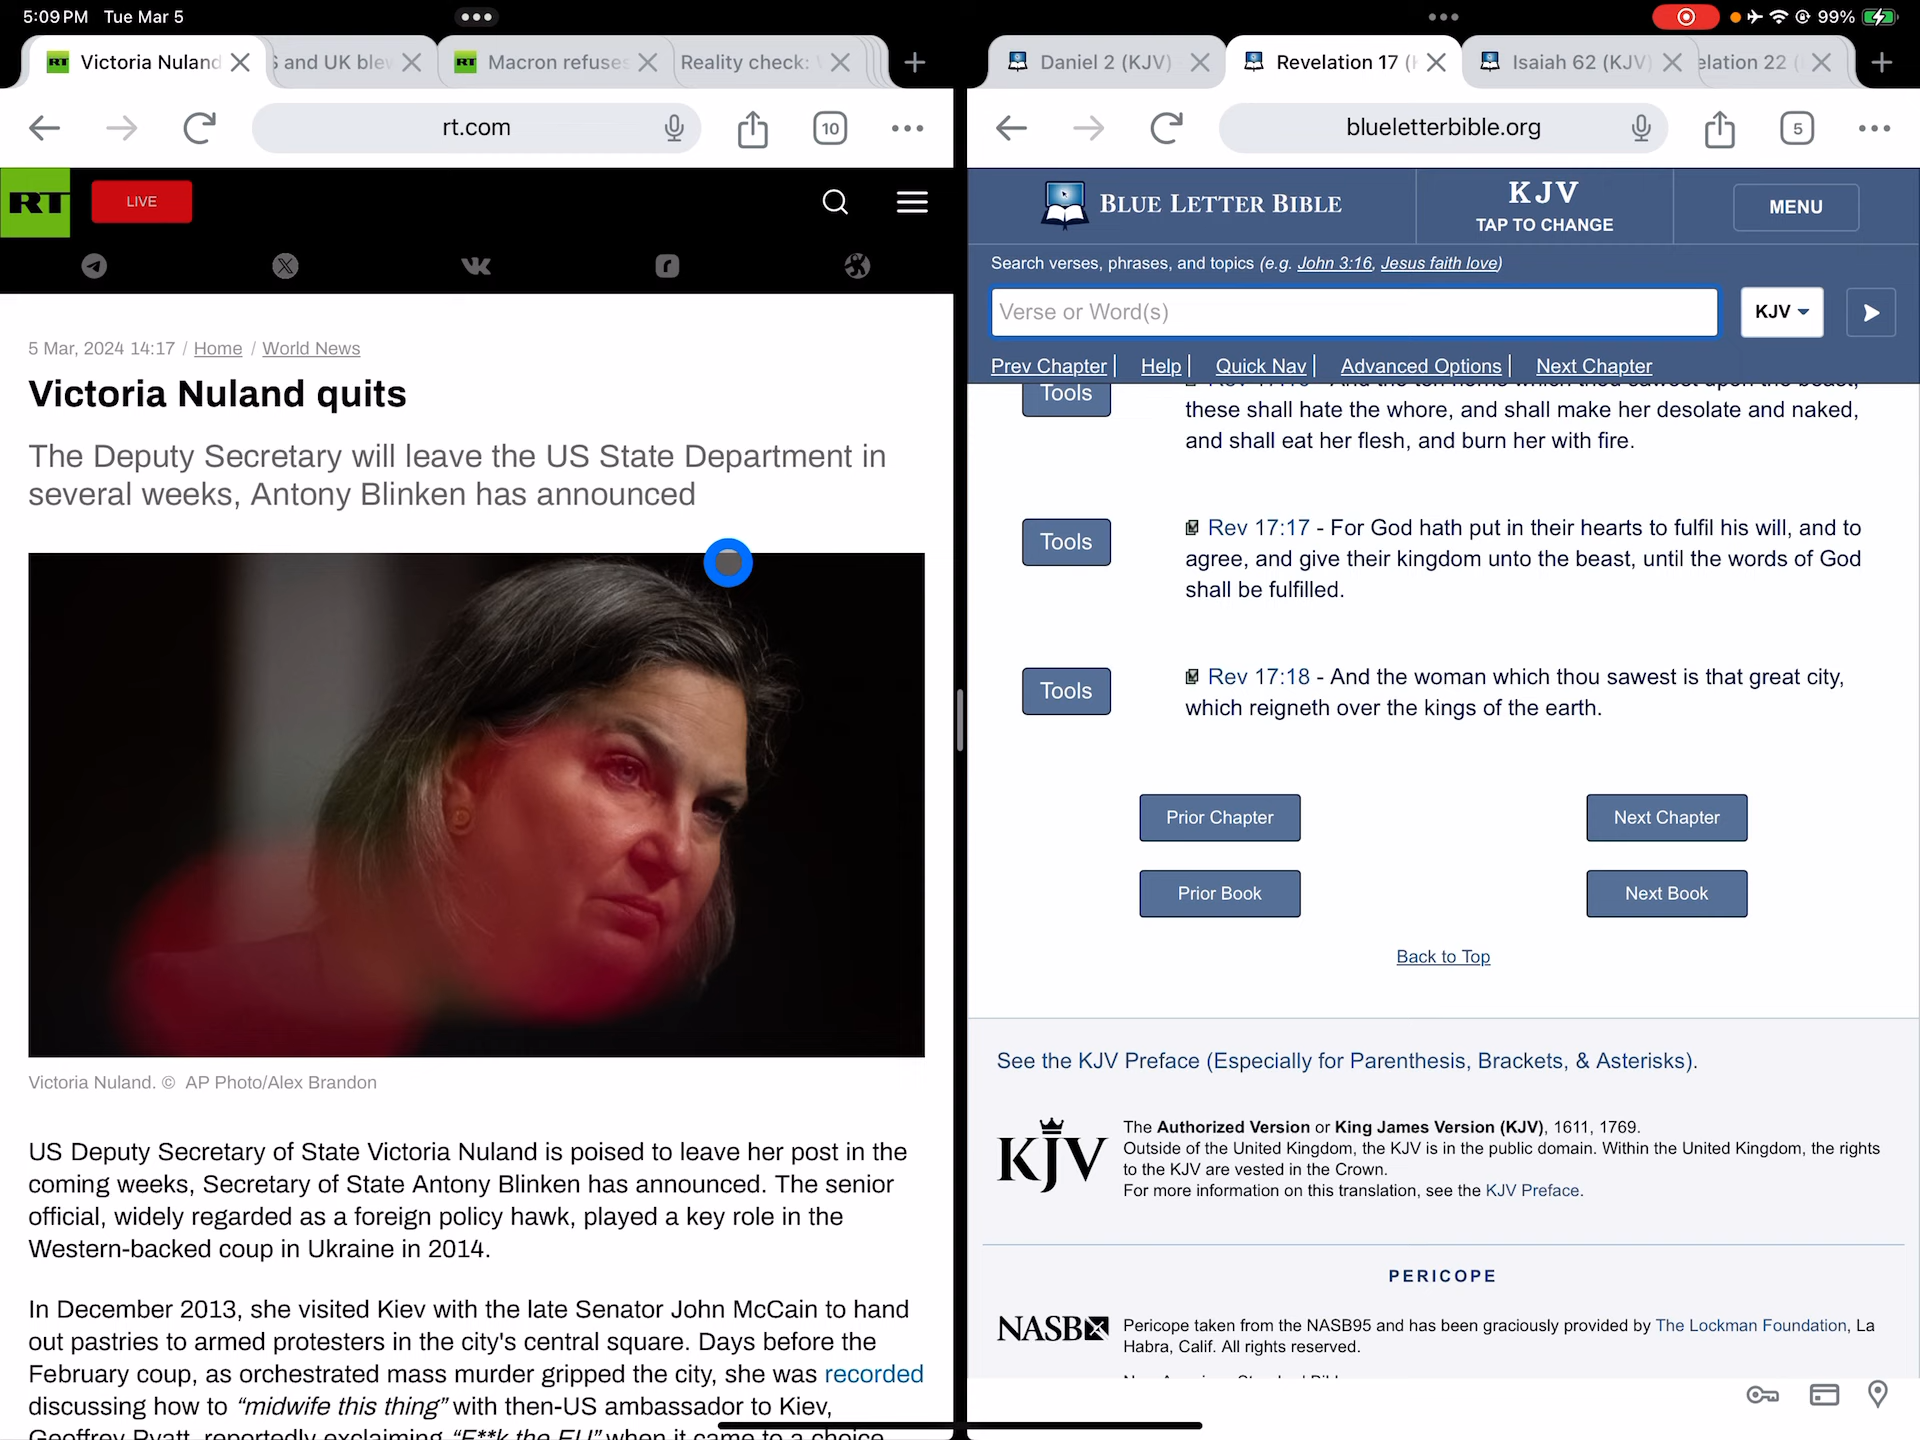 5:09 PM Tue Mar 5
99%
Victoria Nuland
and UK blew
RT Macron refuses
Reality check:
rt.com
10
RT
LIVE
5 Mar, 2024 14:17 / Home / World News
Victoria Nuland quits
The Deputy Secretary will leave the US State Department in
several weeks, Antony Blinken has announced
Victoria Nuland. © AP Photo/Alex Brandon
US Deputy Secretary of State Victoria Nuland is poised to leave her post in the
coming weeks, Secretary of State Antony Blinken has announced. The senior
official, widely regarded as a foreign policy hawk, played a key role in the
Western-backed coup in Ukraine in 2014.
In December 2013, she visited Kiev with the late Senator John McCain to hand
out pastries to armed protesters in the city's central square. Days before the
February coup, as orchestrated mass murder gripped the city, she was recorded
discussing how to “midwife this thing” with then-US ambassador to Kiev,
Geoffrey Pyatt, reportedly exclaiming “F**k the EU” when it came to a choice
Daniel 2 (KJV)
Revelation 17 (
Isaiah 62 (KJV)
elation 22 (
blueletterbible.org
5
BLUE LETTER BIBLE
KJV
TAP TO CHANGE
MENU
Search verses, phrases, and topics (e.g. John 3:16, Jesus faith love)
Verse or Word(s)
KJV
Prev Chapter | Help | Quick Nav | Advanced Options | Next Chapter
Tools
these shall hate the whore, and shall make her desolate and naked,
and shall eat her flesh, and burn her with fire.
Tools
Rev 17:17 - For God hath put in their hearts to fulfil his will, and to
agree, and give their kingdom unto the beast, until the words of God
shall be fulfilled.
Tools
Rev 17:18 - And the woman which thou sawest is that great city,
which reigneth over the kings of the earth.
Prior Chapter
Next Chapter
Prior Book
Next Book
Back to Top
See the KJV Preface (Especially for Parenthesis, Brackets, & Asterisks).
KJV
The Authorized Version or King James Version (KJV), 1611, 1769.
Outside of the United Kingdom, the KJV is in the public domain. Within the United Kingdom, the rights
to the KJV are vested in the Crown.
For more information on this translation, see the KJV Preface.
PERICOPE
NASB
Pericope taken from the NASB95 and has been graciously provided by The Lockman Foundation, La
Habra, Calif. All rights reserved.